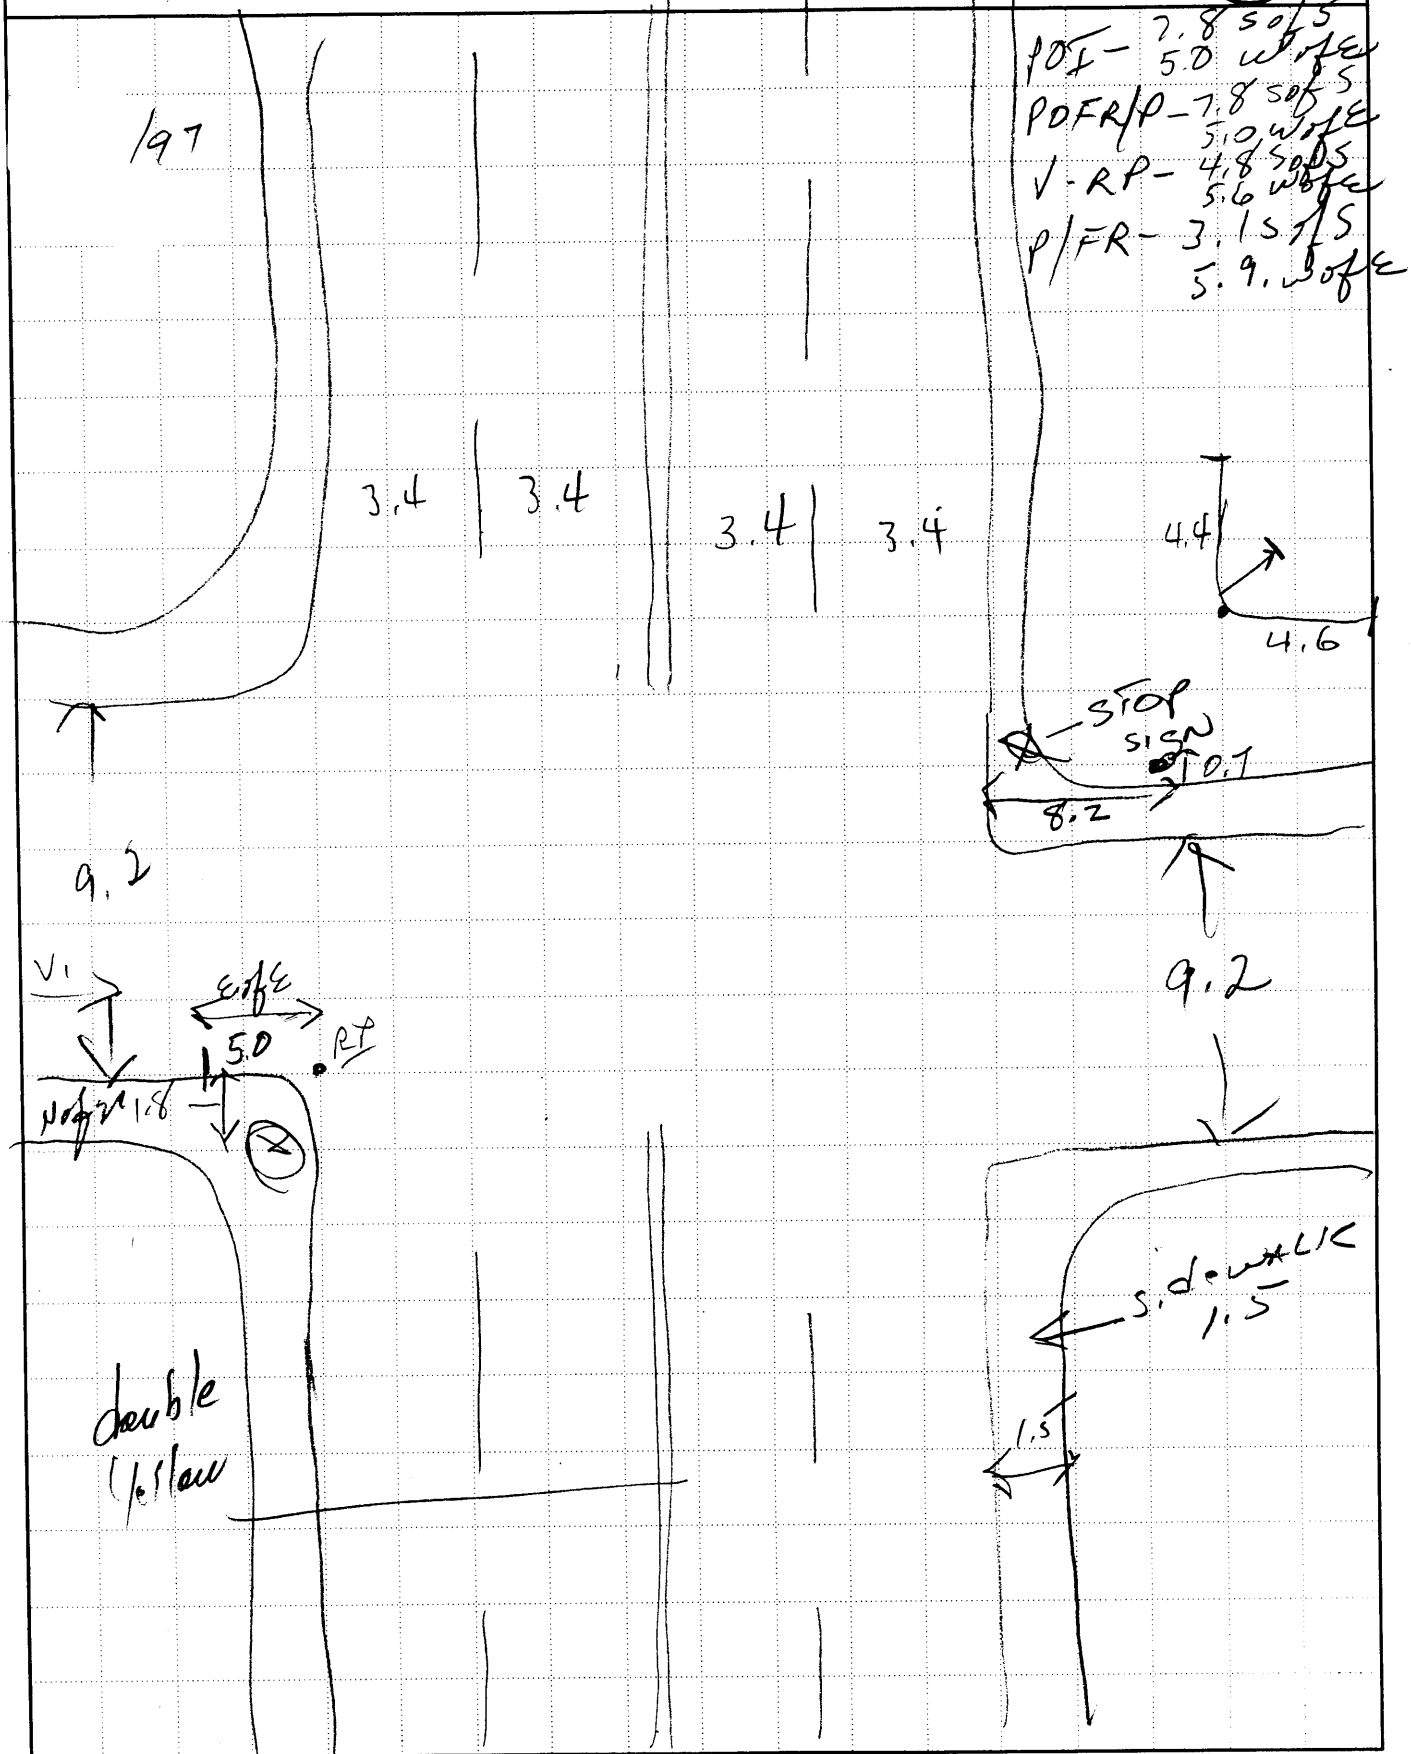 POI - 7.8 S of S
5.0 W of E
POFR/P - 7.8 S of S
5.0 W of E
V-RP - 4.8 S of S
5.6 W of E
P/FR - 3.1 S of S
5.9. W of E
197
3.4 3.4 3.4 3.4
4.4
4.6
STOP
SIGN
0.7
8.2
9.2
9.2
V1
E of E
5.0
RP
N of N 1.8
sidewALK
1.5
1.5
double
yellow